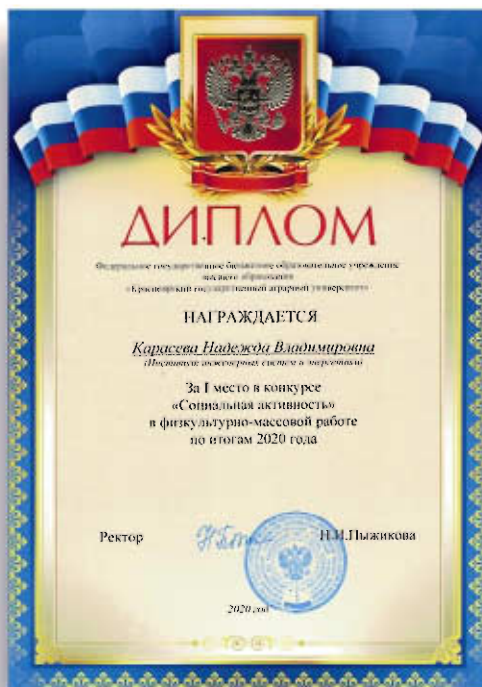 ДИПЛОМ
Федеральное государственное бюджетное образовательное учреждение
высшего образования
«Красноярский государственный аграрный университет»
НАГРАЖДАЕТСЯ
Карасева Надежда Владимировна
(Институт инженерных систем и энергетики)
За I место в конкурсе
«Социальная активность»
в физкультурно-массовой работе
по итогам 2020 года
Ректор Н.И.Пыжикова
2020 год